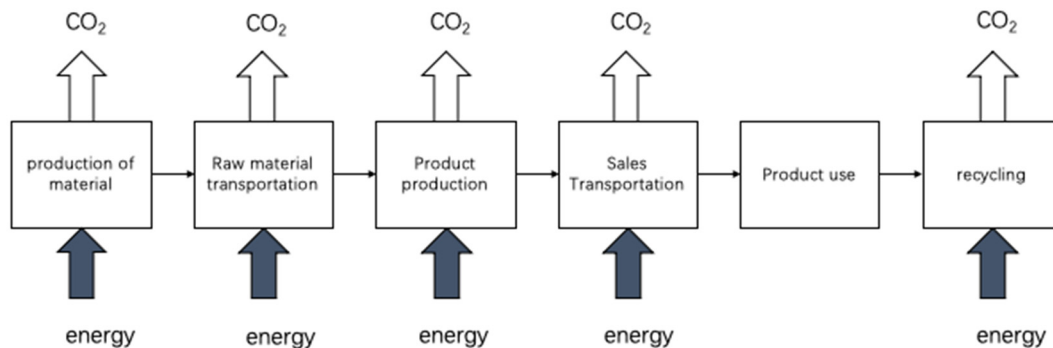 CO₂
CO₂
CO₂
CO₂
CO₂
production of
material
Raw material
transportation
Product
production
Sales
Transportation
Product use
recycling
energy
energy
energy
energy
energy